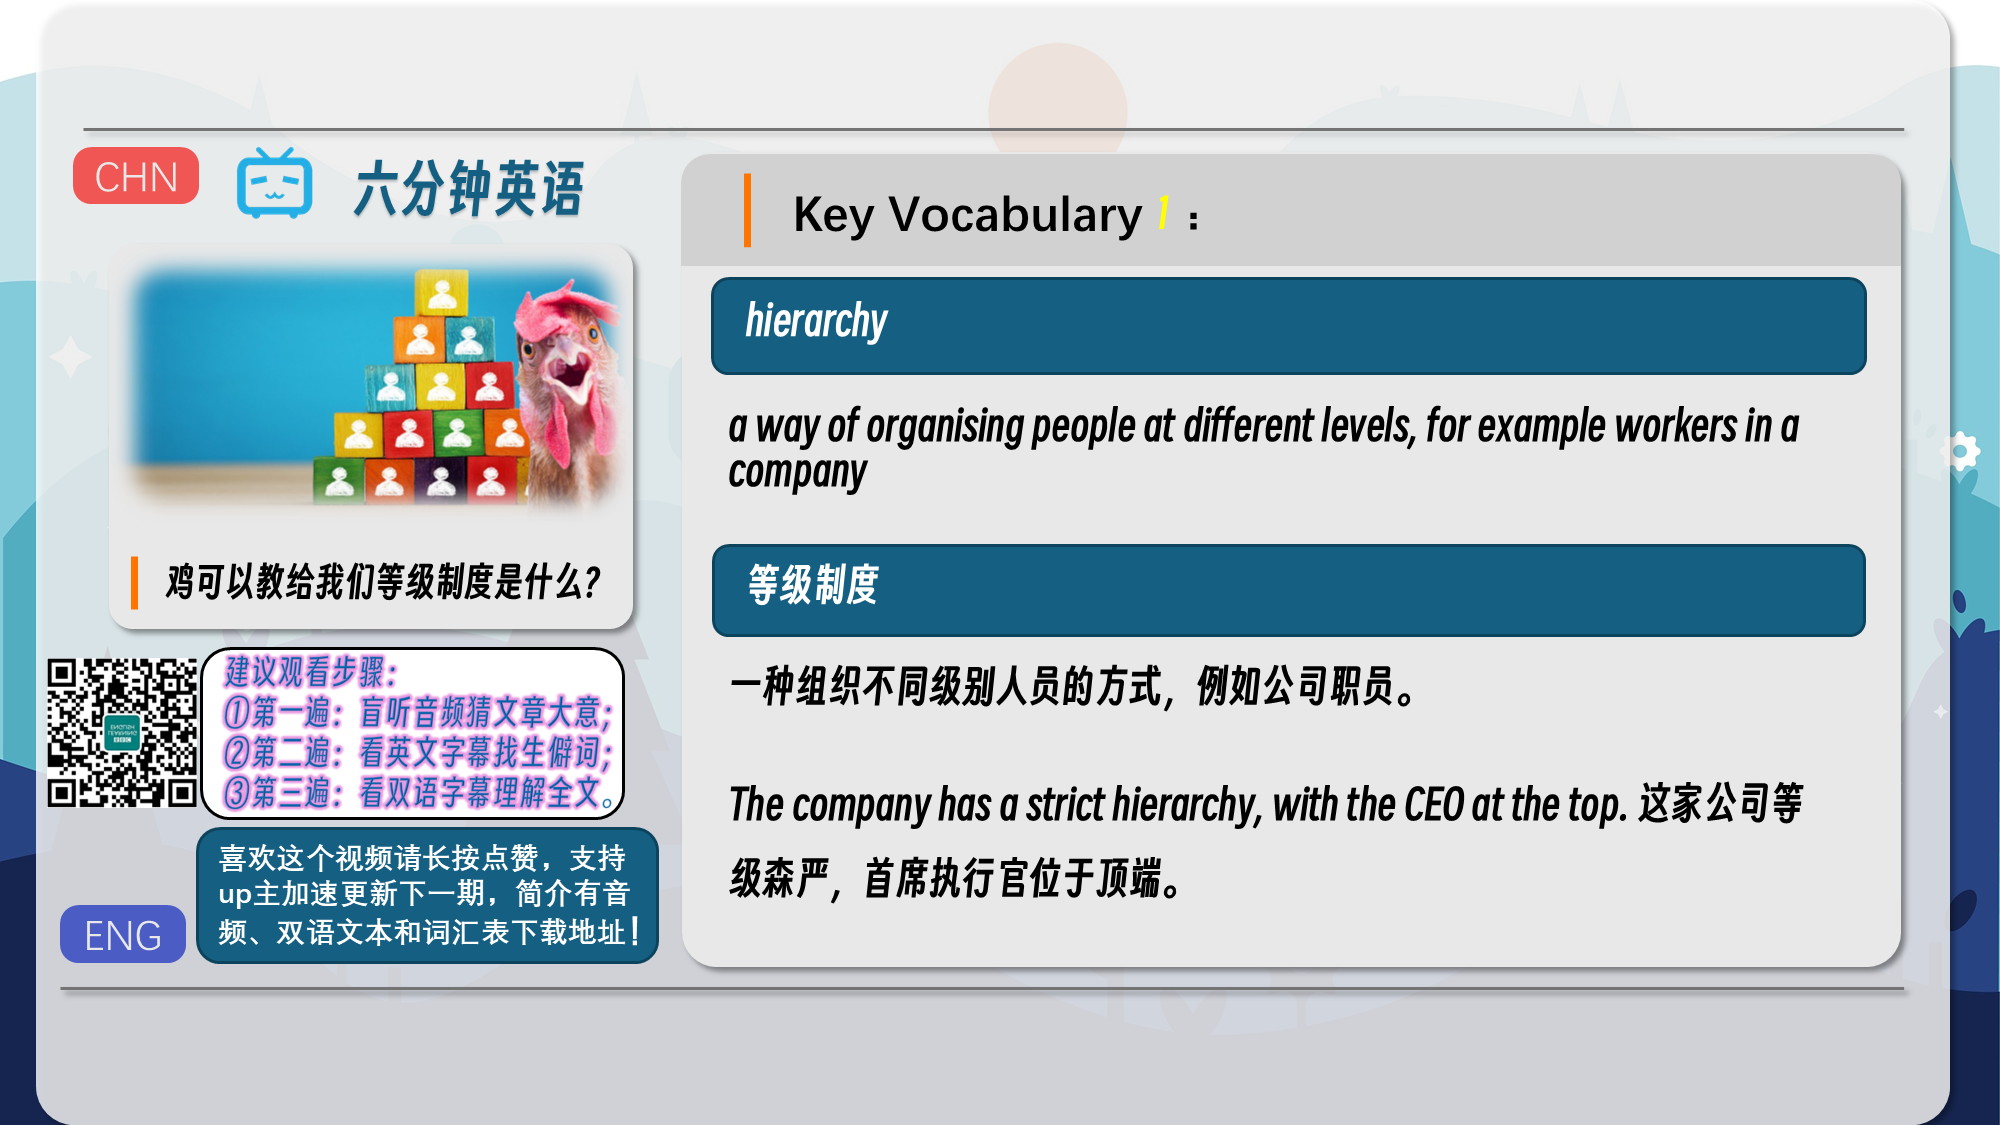 CHN
六分钟英语
鸡可以教给我们等级制度是什么?
建议观看步骤：
①第一遍：盲听音频猜文章大意；
②第二遍：看英文字幕找生僻词；
③第三遍：看双语字幕理解全文。
喜欢这个视频请长按点赞，支持
up主加速更新下一期，简介有音
频、双语文本和词汇表下载地址！
ENG
Key Vocabulary 1：
hierarchy
a way of organising people at different levels, for example workers in a
company
等级制度
一种组织不同级别人员的方式，例如公司职员。
The company has a strict hierarchy, with the CEO at the top. 这家公司等
级森严，首席执行官位于顶端。